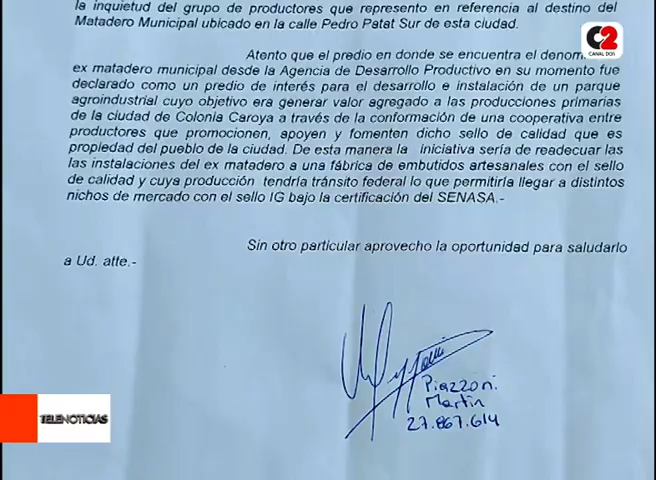 la inquietud del grupo de productores que represento en referencia al destino del
Matadero Municipal ubicado en la calle Pedro Patat Sur de esta ciudad.
Atento que el predio en donde se encuentra el denom
ex matadero municipal desde la Agencia de Desarrollo Productivo en su momento fue
declarado como un predio de interés para el desarrollo e instalación de un parque
agroindustrial cuyo objetivo era generar valor agregado a las producciones primarias
de la ciudad de Colonia Caroya a través de la conformación de una cooperativa entre
productores que promocionen, apoyen y fomenten dicho sello de calidad que es
propiedad del pueblo de la ciudad. De esta manera la iniciativa sería de readecuar las
las instalaciones del ex matadero a una fábrica de embutidos artesanales con el sello
de calidad y cuya producción tendría tránsito federal lo que permitiría llegar a distintos
nichos de mercado con el sello IG bajo la certificación del SENASA.-
Sin otro particular aprovecho la oportunidad para saludarlo
a Ud. atte.-
Piazzoni
Martin
27.867.614
C2
CANAL DOS
TELENOTICIAS